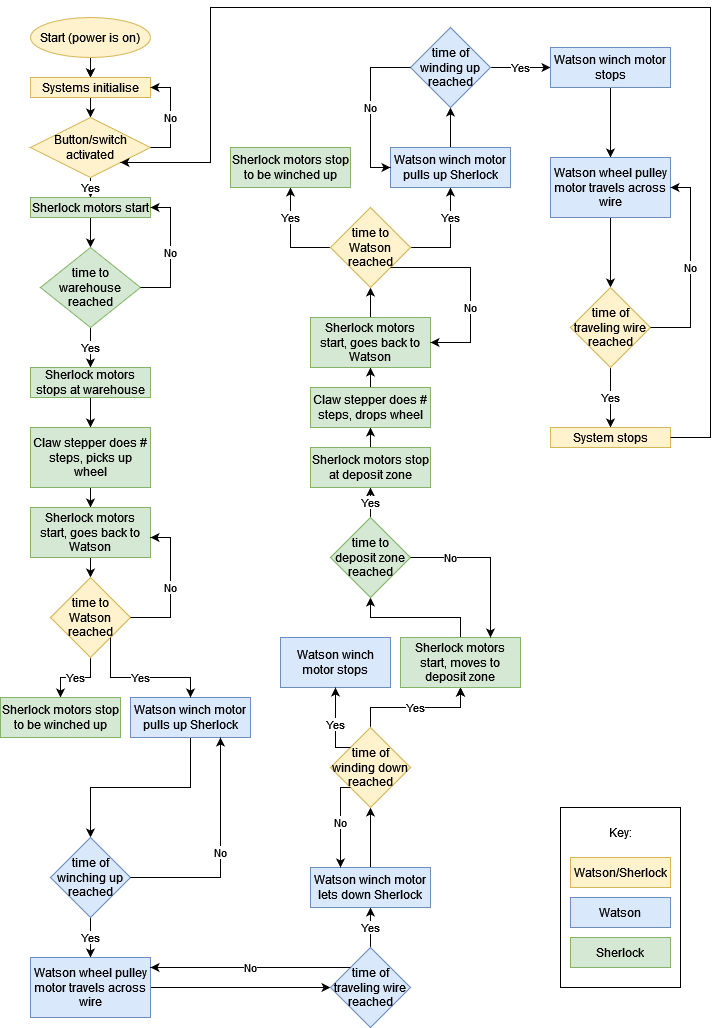 Start (power is on)
Systems initialise
No
Button/switch
activated
Yes
Sherlock motors start
No
time to
warehouse
reached
Yes
Sherlock motors
stops at warehouse
Claw stepper does #
steps, picks up
wheel
Sherlock motors
start, goes back to
Watson
No
time to
Watson
reached
Yes
Yes
Sherlock motors stop
to be winched up
Watson winch motor
pulls up Sherlock
No
time of
winching up
reached
Yes
Watson wheel pulley
motor travels across
wire
No
time of
traveling wire
reached
Yes
Watson winch motor
lets down Sherlock
No
time of
winding down
reached
Yes
Yes
Watson winch
motor stops
Sherlock motors
start, moves to
deposit zone
No
time to
deposit zone
reached
Yes
Sherlock motors stop
at deposit zone
Claw stepper does #
steps, drops wheel
Sherlock motors
start, goes back to
Watson
No
time to
Watson
reached
Yes
Yes
Sherlock motors stop
to be winched up
Watson winch motor
pulls up Sherlock
No
time of
winding up
reached
Yes
Watson winch motor
stops
Watson wheel pulley
motor travels across
wire
No
time of
traveling wire
reached
Yes
System stops
Key:
Watson/Sherlock
Watson
Sherlock